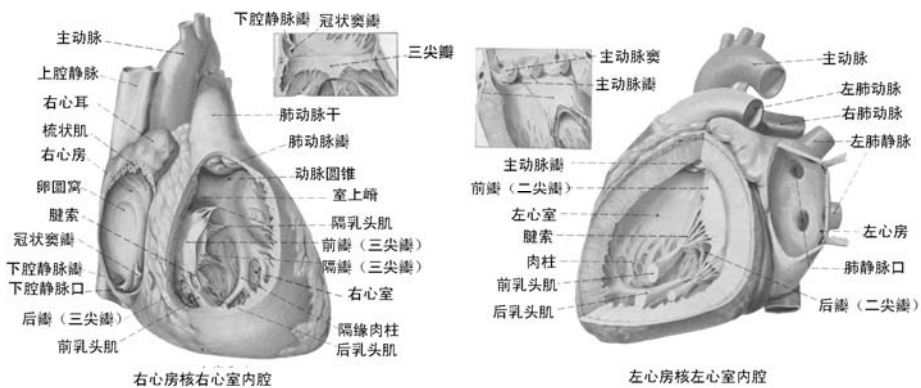 下腔静脉瓣
冠状窦瓣
三尖瓣
主动脉
上腔静脉
右心耳
梳状肌
右心房
卵圆窝
腱索
冠状窦瓣
下腔静脉瓣
下腔静脉口
后瓣（三尖瓣）
前乳头肌
肺动脉干
肺动脉瓣
动脉圆锥
室上嵴
隔乳头肌
前瓣（三尖瓣）
隔瓣（三尖瓣）
右心室
隔缘肉柱
后乳头肌
右心房核右心室内腔
主动脉窦
主动脉瓣
主动脉
左肺动脉
右肺动脉
左肺静脉
主动脉瓣
前瓣（二尖瓣）
左心室
腱索
肉柱
前乳头肌
后乳头肌
左心房
肺静脉口
后瓣（二尖瓣）
左心房核左心室内腔